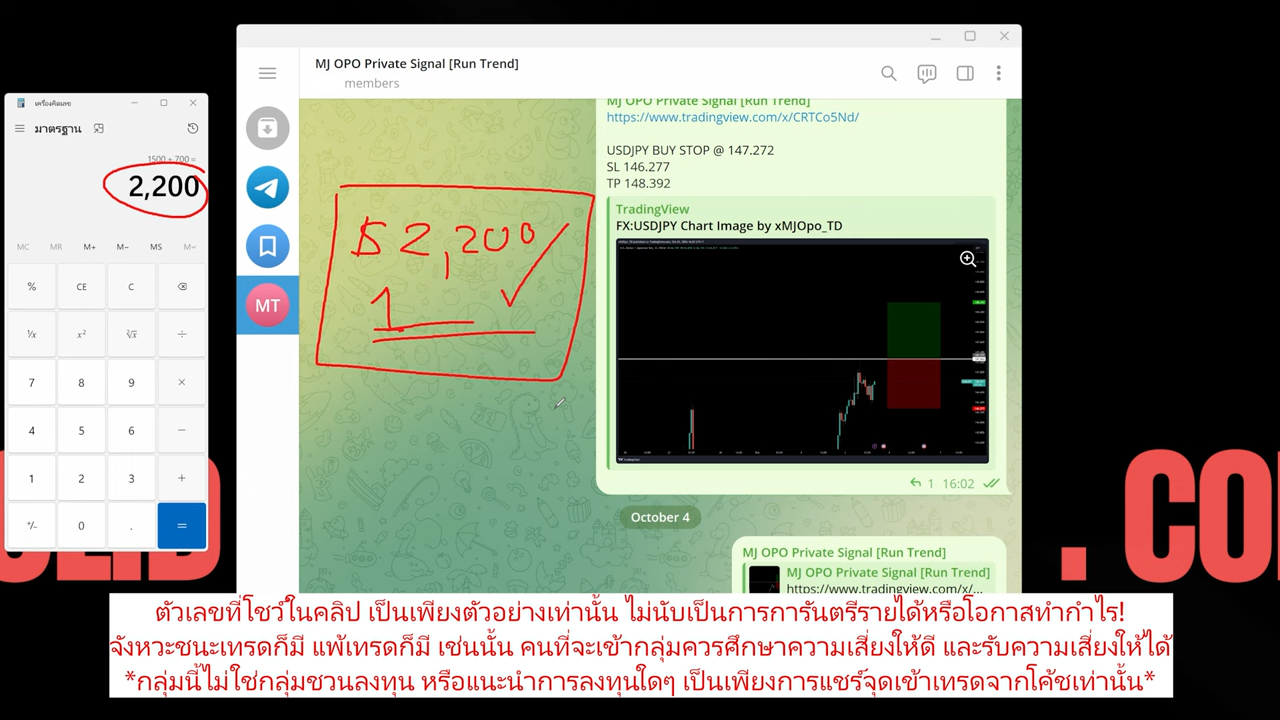 MJ OPO Private Signal [Run Trend]
members
MJ OPO Private Signal [Run Trend]
https://www.tradingview.com/x/CRTCo5Nd/
USDJPY BUY STOP @ 147.272
SL 146.277
TP 148.392
TradingView
FX:USDJPY Chart Image by xMJOpo_TD
1 16:02
October 4
MJ OPO Private Signal [Run Trend]
MJ OPO Private Signal [Run Trend]
https://www.tradingview.com/x/...
MT
$2,200
1
เครื่องคิดเลข
มาตรฐาน
1500 + 700 =
2,200
MC MR M+ M− MS M˅
% CE C
¹/x x² ²√x ÷
7 8 9 ×
4 5 6 −
1 2 3 +
+/− 0 . =
. CO
ตัวเลขที่โชว์ในคลิป เป็นเพียงตัวอย่างเท่านั้น ไม่นับเป็นการการันตรีรายได้หรือโอกาสทำกำไร!
จังหวะชนะเทรดก็มี แพ้เทรดก็มี เช่นนั้น คนที่จะเข้ากลุ่มควรศึกษาความเสี่ยงให้ดี และรับความเสี่ยงให้ได้
*กลุ่มนี้ไม่ใช่กลุ่มชวนลงทุน หรือแนะนำการลงทุนใดๆ เป็นเพียงการแชร์จุดเข้าเทรดจากโค้ชเท่านั้น*